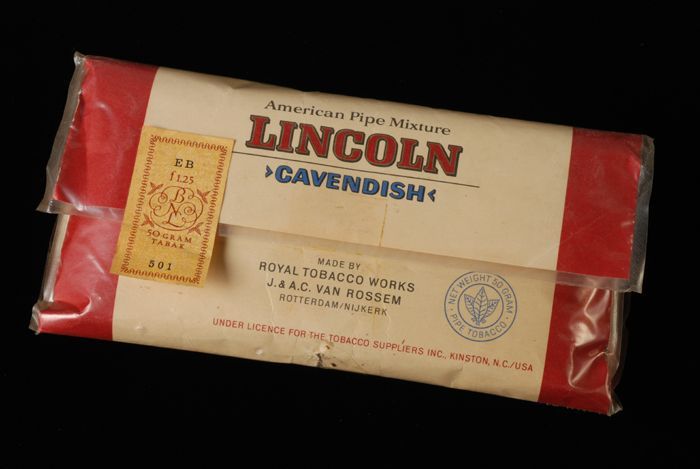 American Pipe Mixture
LINCOLN
›CAVENDISH‹
EB
f 1.25
BNL
50 GRAM
TABAK
501
MADE BY
ROYAL TOBACCO WORKS
J. & A.C. VAN ROSSEM
ROTTERDAM/NIJKERK
• NET WEIGHT 50 GRAM •
PIPE TOBACCO
UNDER LICENCE FOR THE TOBACCO SUPPLIERS INC., KINSTON, N.C./USA